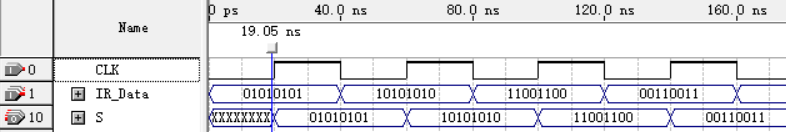 Name
0 ps 40.0 ns 80.0 ns 120.0 ns 160.0 ns
19.05 ns
0 CLK
1 IR_Data 01010101 10101010 11001100 00110011
10 S XXXXXXXX 01010101 10101010 11001100 00110011